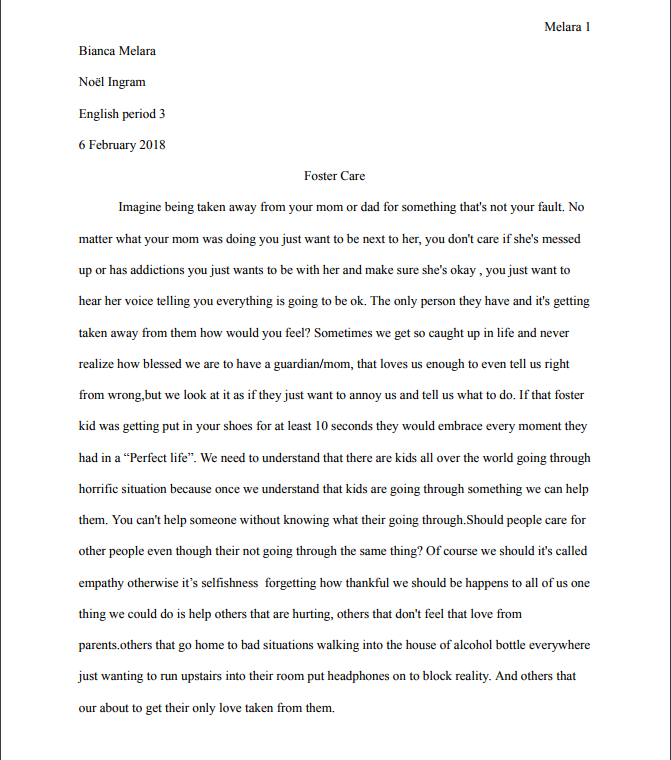 Melara 1
Bianca Melara
Noël Ingram
English period 3
6 February 2018
Foster Care
Imagine being taken away from your mom or dad for something that's not your fault. No
matter what your mom was doing you just want to be next to her, you don't care if she's messed
up or has addictions you just wants to be with her and make sure she's okay , you just want to
hear her voice telling you everything is going to be ok. The only person they have and it's getting
taken away from them how would you feel? Sometimes we get so caught up in life and never
realize how blessed we are to have a guardian/mom, that loves us enough to even tell us right
from wrong,but we look at it as if they just want to annoy us and tell us what to do. If that foster
kid was getting put in your shoes for at least 10 seconds they would embrace every moment they
had in a “Perfect life”. We need to understand that there are kids all over the world going through
horrific situation because once we understand that kids are going through something we can help
them. You can't help someone without knowing what their going through.Should people care for
other people even though their not going through the same thing? Of course we should it's called
empathy otherwise it’s selfishness  forgetting how thankful we should be happens to all of us one
thing we could do is help others that are hurting, others that don't feel that love from
parents.others that go home to bad situations walking into the house of alcohol bottle everywhere
just wanting to run upstairs into their room put headphones on to block reality. And others that
our about to get their only love taken from them.